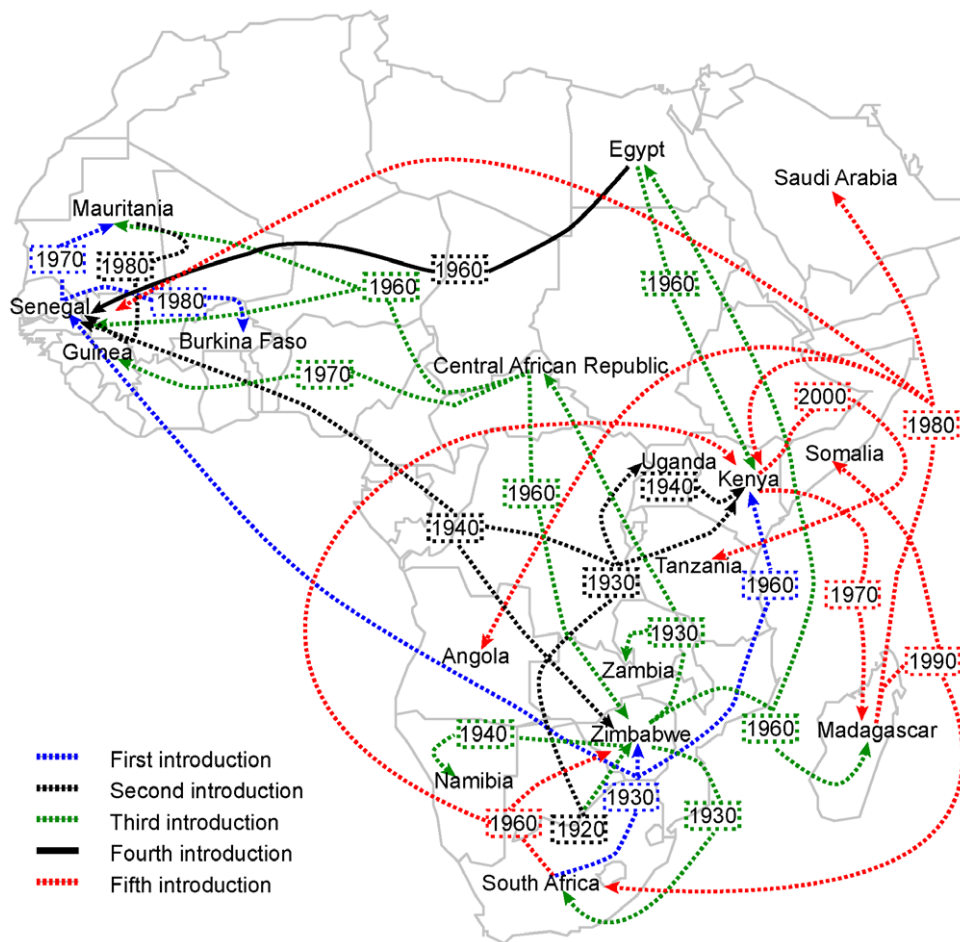 Egypt
Saudi Arabia
Mauritania
1970
1980
1960
1960
1960
Senegal
1980
Burkina Faso
Guinea
1970
Central African Republic
2000
1980
Somalia
Uganda
Kenya
1940
1960
1940
Tanzania
1930
1960
1970
1930
Angola
Zambia
1990
Zimbabwe
1960
Madagascar
1940
Namibia
1930
1930
1960
1920
South Africa
First introduction
Second introduction
Third introduction
Fourth introduction
Fifth introduction